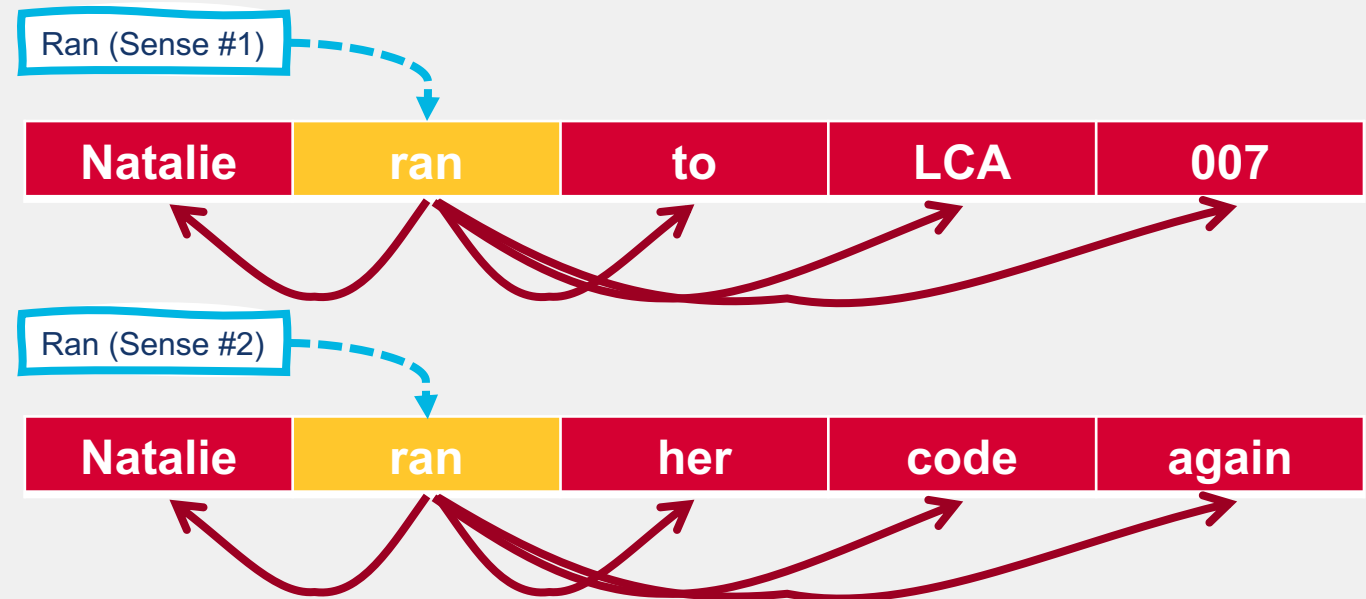 Ran (Sense #1)
Natalie ran to LCA 007
Ran (Sense #2)
Natalie ran her code again